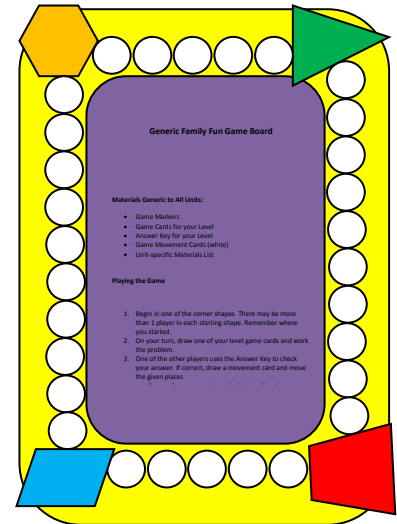 Generic Family Fun Game Board
Materials Generic to All Units:
• Game Markers
• Game Cards for your Level
• Answer Key for your Level
• Game Movement Cards (white)
• Unit-specific Materials List
Playing the Game
1. Begin in one of the corner shapes. There may be more
than 1 player in each starting shape. Remember where
you started.
2. On your turn, draw one of your level game cards and work
the problem.
3. One of the other players uses the Answer Key to check
your answer. If correct, draw a movement card and move
the given places